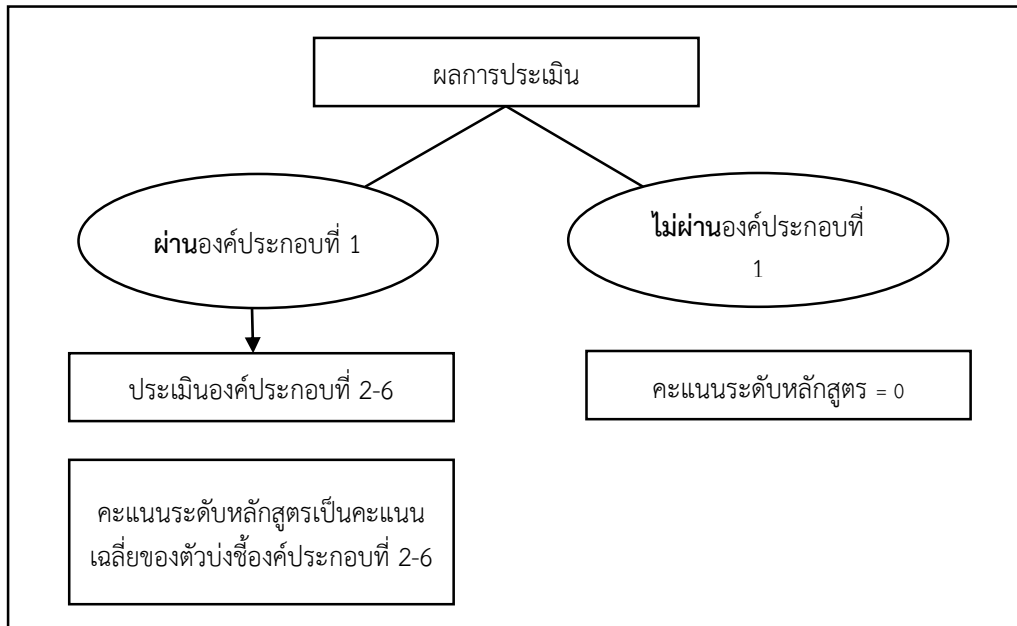 ผลการประเมิน
ผ่านองค์ประกอบที่ 1
ไม่ผ่านองค์ประกอบที่
1
ประเมินองค์ประกอบที่ 2-6
คะแนนระดับหลักสูตร = 0
คะแนนระดับหลักสูตรเป็นคะแนน
เฉลี่ยของตัวบ่งชี้องค์ประกอบที่ 2-6